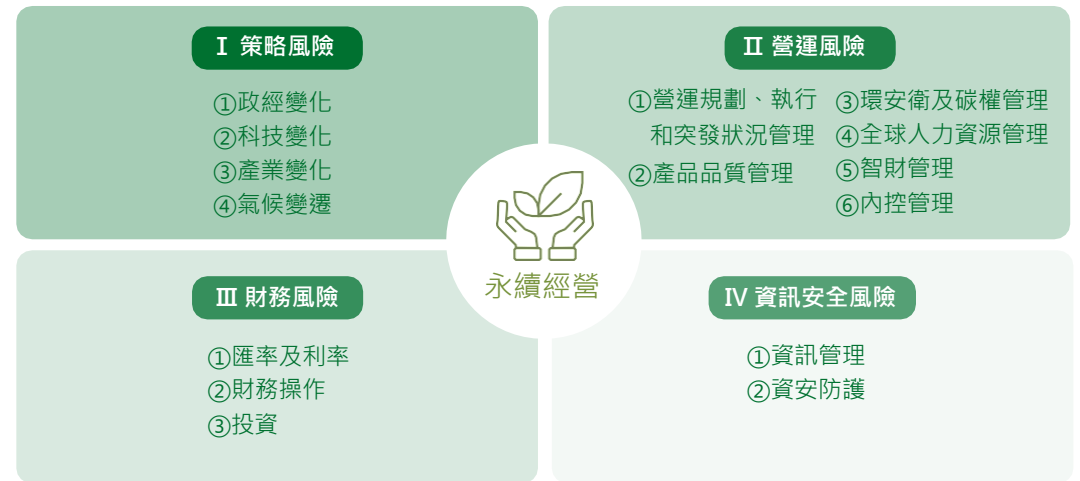 Ⅰ 策略風險
①政經變化
②科技變化
③產業變化
④氣候變遷
Ⅱ 營運風險
①營運規劃、執行
和突發狀況管理
②產品品質管理
③環安衛及碳權管理
④全球人力資源管理
⑤智財管理
⑥內控管理
永續經營
Ⅲ 財務風險
①匯率及利率
②財務操作
③投資
Ⅳ 資訊安全風險
①資訊管理
②資安防護